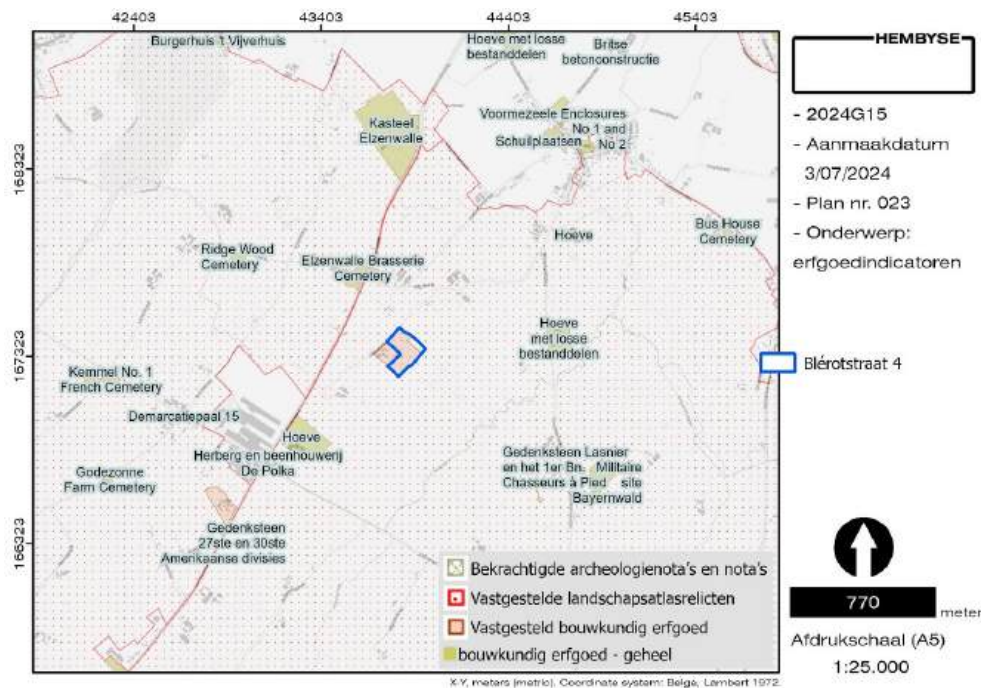 42403 43403 44403 45403
168323
167323
166323
Burgerhuis 't Vijverhuis
Hoeve met losse
bestanddelen
Britse
betonconstructie
Kasteel
Elzenwalle
Voormezeele Enclosures
No 1 and
No 2
Schuilplaatsen
Hoeve
Bus House
Cemetery
Ridge Wood
Cemetery
Elzenwalle Brasserie
Cemetery
Hoeve
met losse
bestanddelen
Kemmel No. 1
French Cemetery
Demarcatiepaal 15
Hoeve
Herberg en beenhouwerij
De Polka
Godezonne
Farm Cemetery
Gedenksteen Lasnier
en het 1er Bn.
Chasseurs à Pied
Militaire
site
Bayernwald
Gedenksteen
27ste en 30ste
Amerikaanse divisies
Bekrachtigde archeologienota's en nota's
Vastgestelde landschapsatlasrelicten
Vastgesteld bouwkundig erfgoed
bouwkundig erfgoed - geheel
X-Y, meters (metric). Coordinate system: Belge, Lambert 1972.
HEMBYSE
- 2024G15
- Aanmaakdatum
3/07/2024
- Plan nr. 023
- Onderwerp:
erfgoedindicatoren
Blérotstraat 4
770 meter
Afdrukschaal (A5)
1:25.000